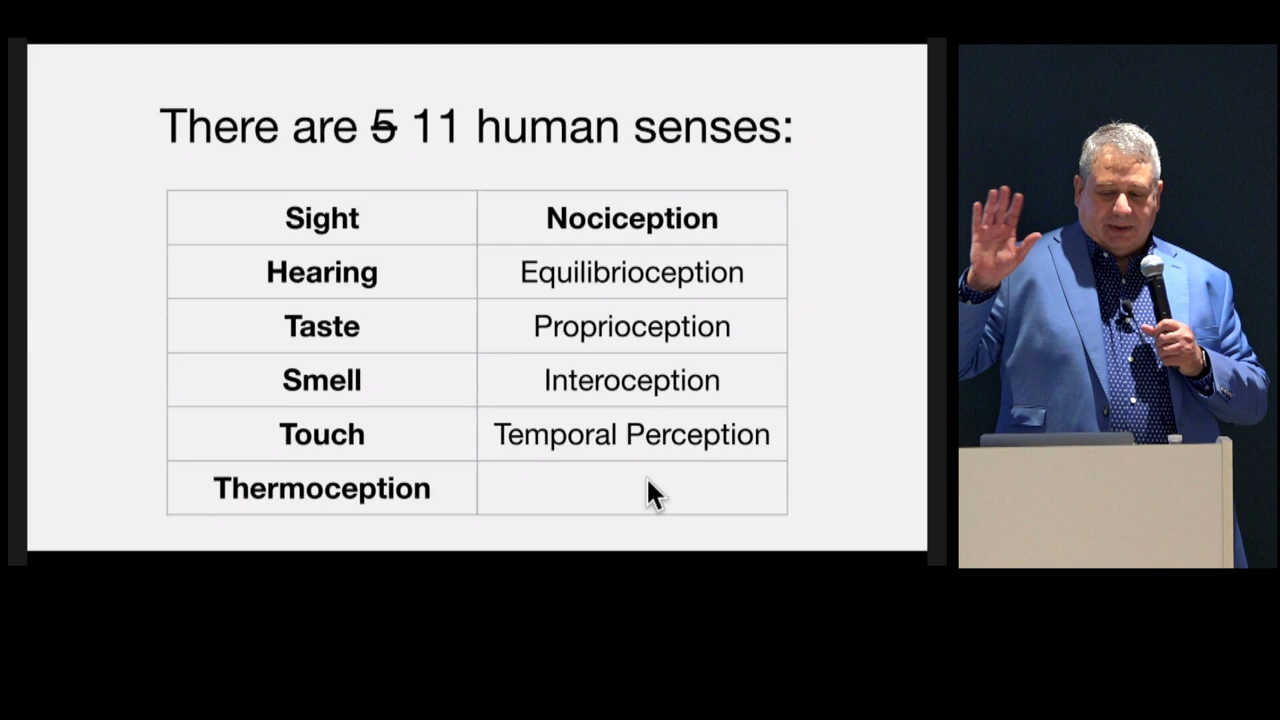 There are 5 11 human senses:
Sight Nociception
Hearing Equilibrioception
Taste Proprioception
Smell Interoception
Touch Temporal Perception
Thermoception